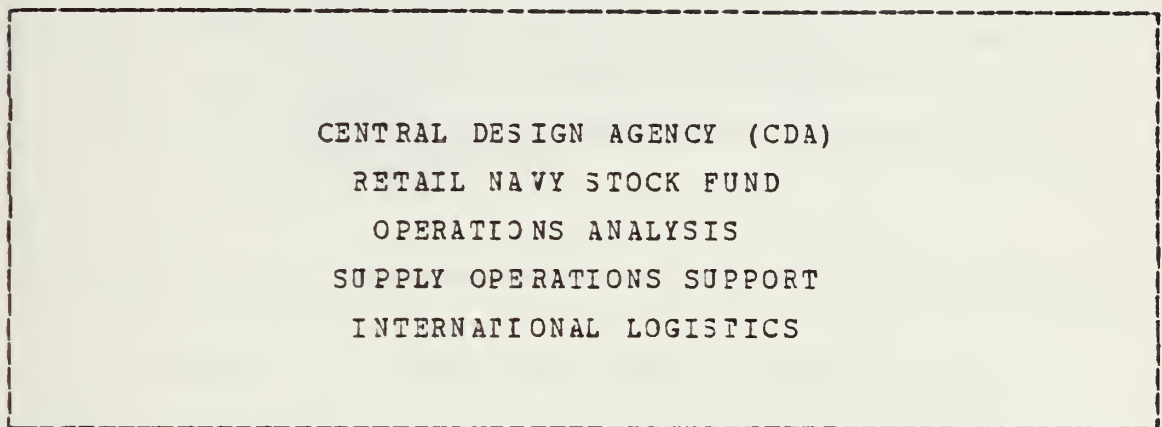 CENTRAL DESIGN AGENCY (CDA)
RETAIL NAVY STOCK FUND
OPERATIONS ANALYSIS
SUPPLY OPERATIONS SUPPORT
INTERNATIONAL LOGISTICS